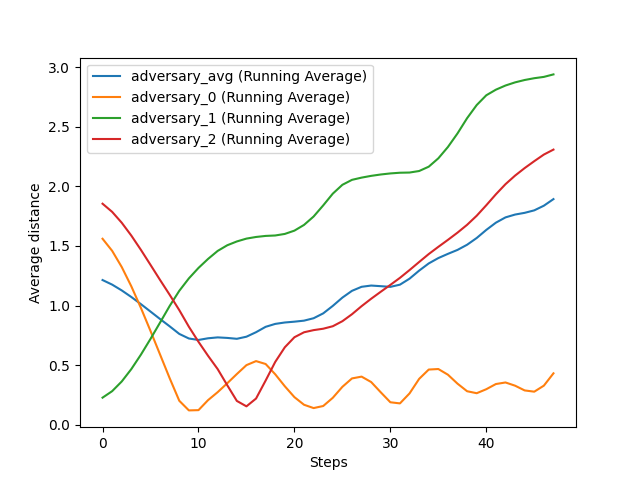 adversary_avg (Running Average)
adversary_0 (Running Average)
adversary_1 (Running Average)
adversary_2 (Running Average)
Average distance
3.0
2.5
2.0
1.5
1.0
0.5
0.0
0 10 20 30 40
Steps